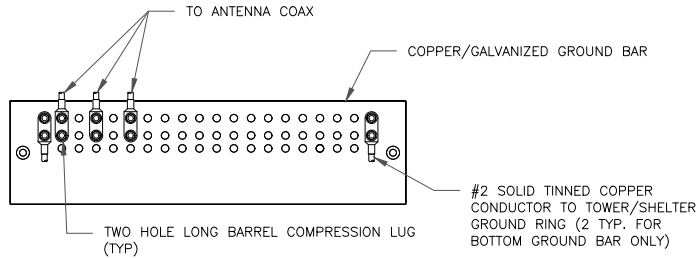 TO ANTENNA COAX
COPPER/GALVANIZED GROUND BAR
#2 SOLID TINNED COPPER
CONDUCTOR TO TOWER/SHELTER
GROUND RING (2 TYP. FOR
BOTTOM GROUND BAR ONLY)
TWO HOLE LONG BARREL COMPRESSION LUG
(TYP)